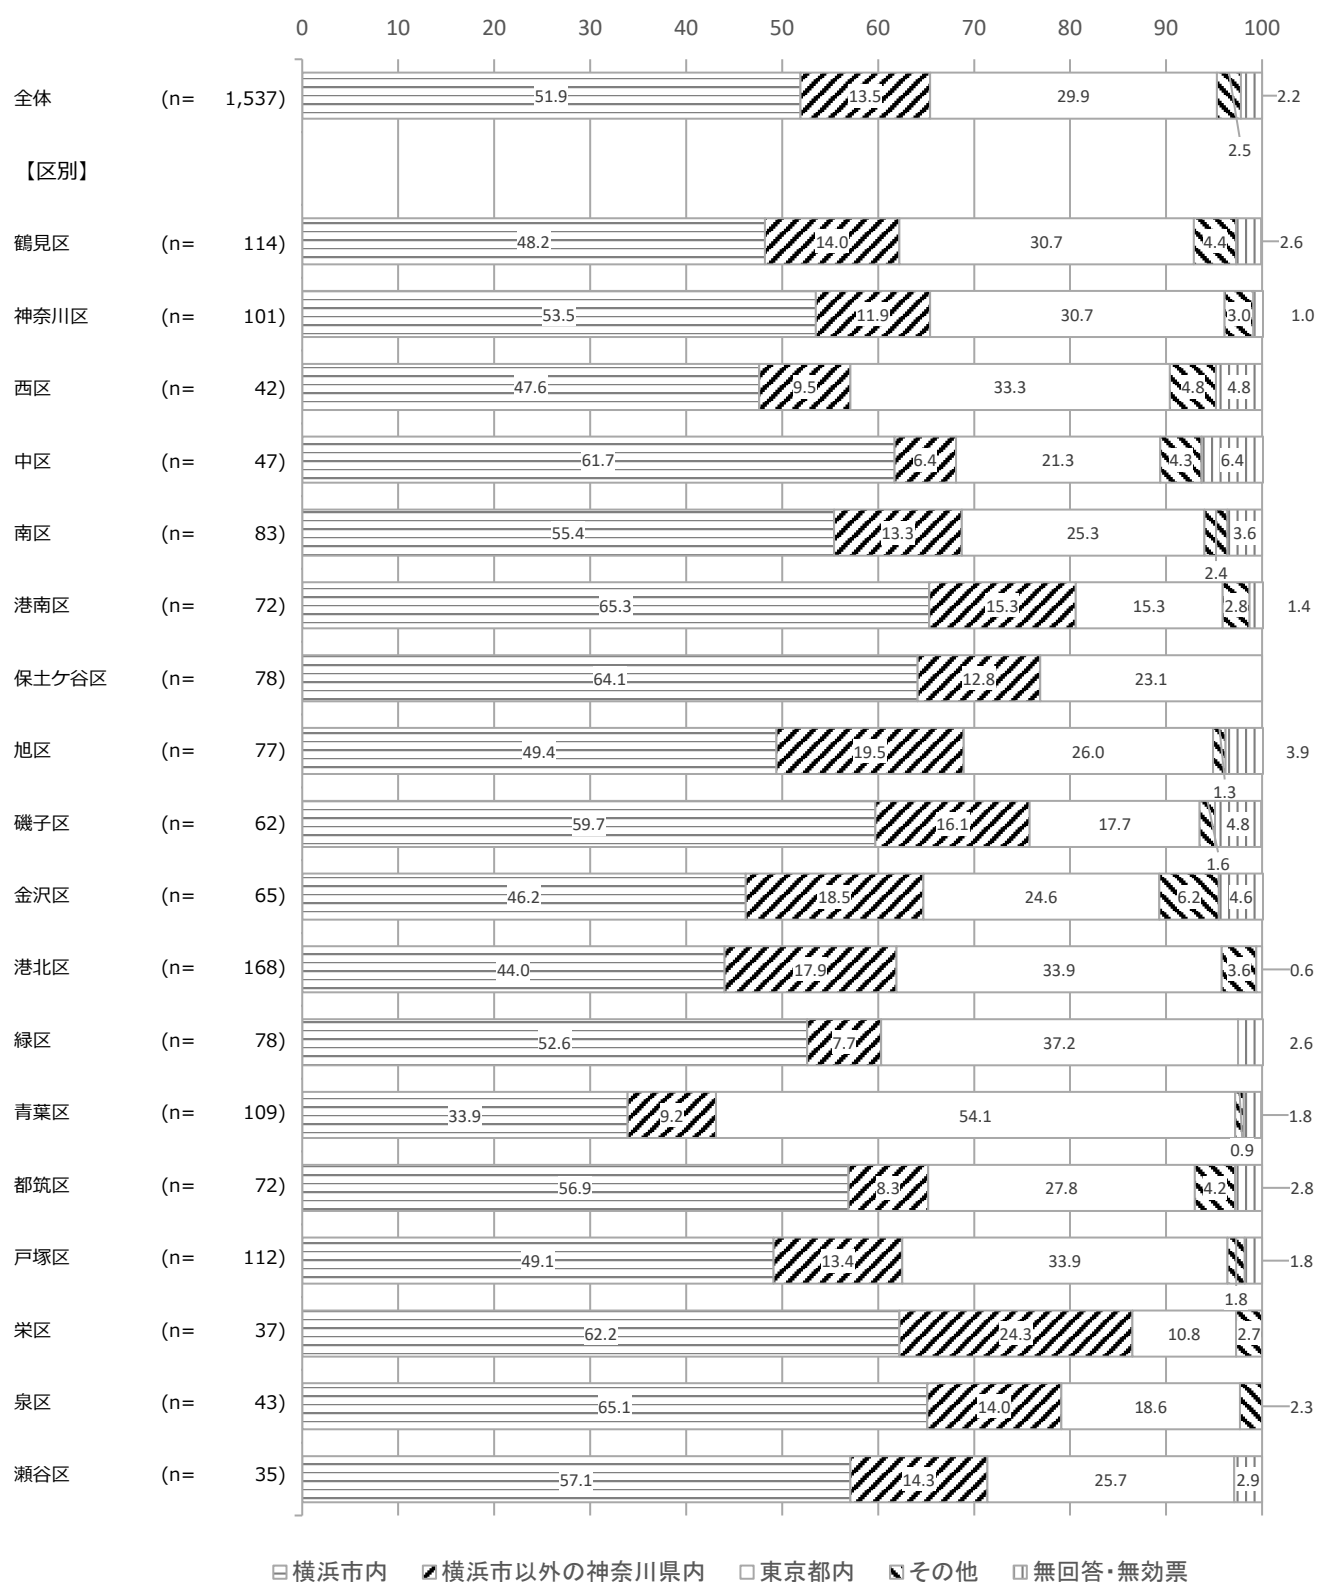 0 10 20 30 40 50 60 70 80 90 100
全体 (n= 1,537) 51.9 13.5 29.9 2.2
2.5
【区別】
鶴見区 (n= 114) 48.2 14.0 30.7 4.4 2.6
神奈川区 (n= 101) 53.5 11.9 30.7 3.0 1.0
西区 (n= 42) 47.6 9.5 33.3 4.8 4.8
中区 (n= 47) 61.7 6.4 21.3 4.3 6.4
南区 (n= 83) 55.4 13.3 25.3 3.6
2.4
港南区 (n= 72) 65.3 15.3 15.3 2.8 1.4
保土ケ谷区 (n= 78) 64.1 12.8 23.1
旭区 (n= 77) 49.4 19.5 26.0 3.9
1.3
磯子区 (n= 62) 59.7 16.1 17.7 4.8
1.6
金沢区 (n= 65) 46.2 18.5 24.6 6.2 4.6
港北区 (n= 168) 44.0 17.9 33.9 3.6 0.6
緑区 (n= 78) 52.6 7.7 37.2 2.6
青葉区 (n= 109) 33.9 9.2 54.1 1.8
0.9
都筑区 (n= 72) 56.9 8.3 27.8 4.2 2.8
戸塚区 (n= 112) 49.1 13.4 33.9 1.8
1.8
栄区 (n= 37) 62.2 24.3 10.8 2.7
泉区 (n= 43) 65.1 14.0 18.6 2.3
瀬谷区 (n= 35) 57.1 14.3 25.7 2.9
横浜市内 横浜市以外の神奈川県内 東京都内 その他 無回答・無効票